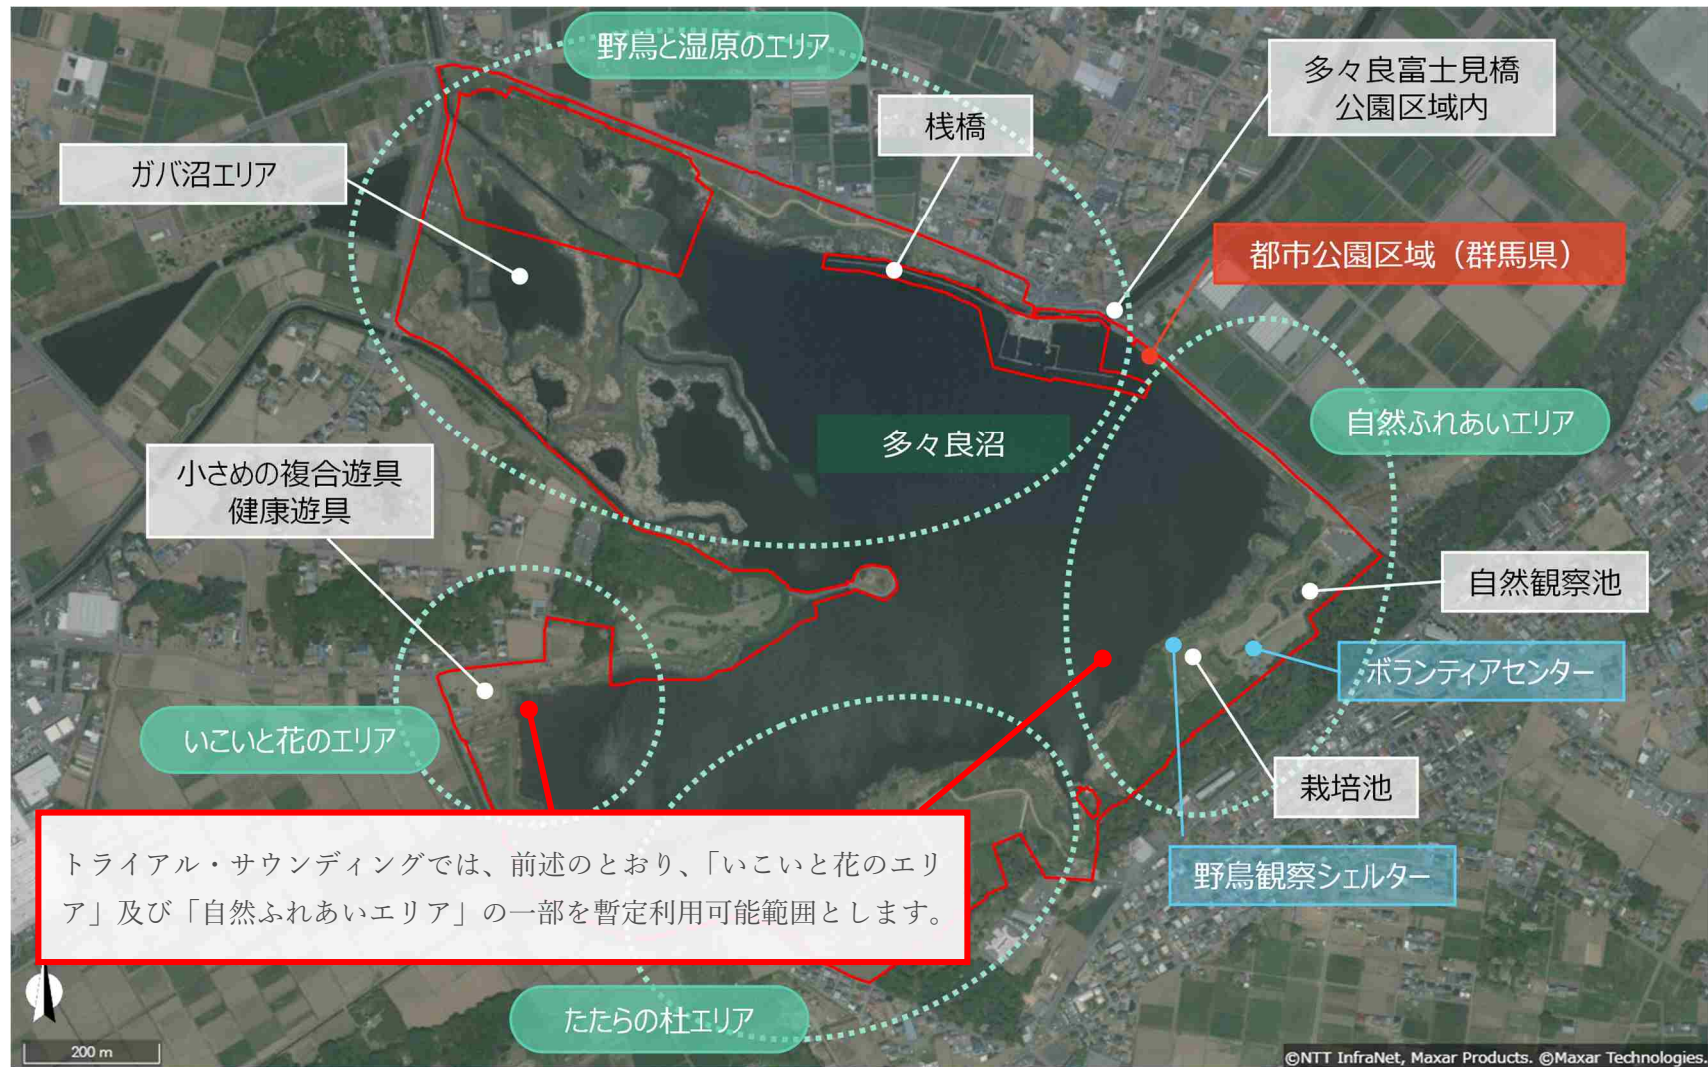 野鳥と湿原のエリア
多々良富士見橋
公園区域内
桟橋
ガバ沼エリア
都市公園区域（群馬県）
自然ふれあいエリア
多々良沼
小さめの複合遊具
健康遊具
自然観察池
ボランティアセンター
いこいと花のエリア
栽培池
野鳥観察シェルター
トライアル・サウンディングでは、前述のとおり、「いこいと花のエリ
ア」及び「自然ふれあいエリア」の一部を暫定利用可能範囲とします。
たたらの杜エリア
200 m
©NTT InfraNet, Maxar Products. ©Maxar Technologies.